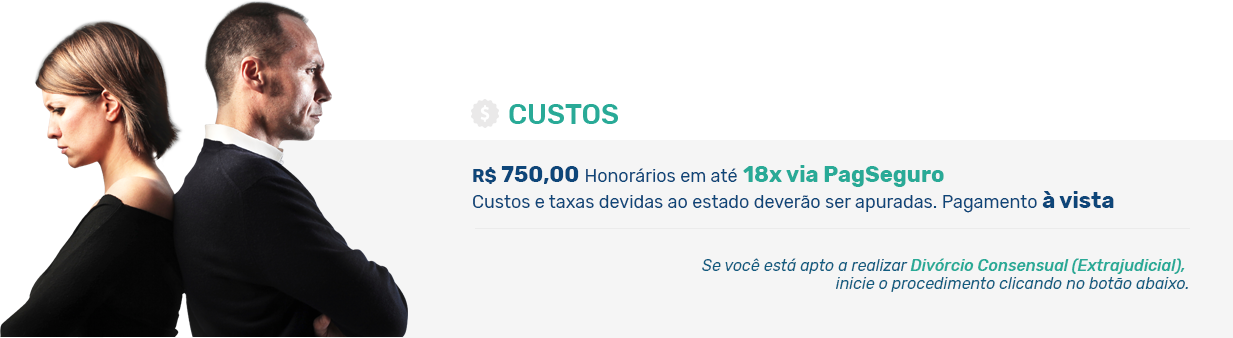 $ CUSTOS
R$ 750,00 Honorários em até 18x via PagSeguro
Custos e taxas devidas ao estado deverão ser apuradas. Pagamento à vista
Se você está apto a realizar Divórcio Consensual (Extrajudicial),
inicie o procedimento clicando no botão abaixo.